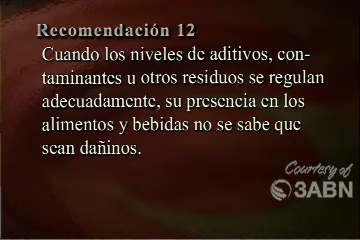 Recomendación 12
Cuando los niveles de aditivos, con-
taminantes u otros residuos se regulan
adecuadamente, su presencia en los
alimentos y bebidas no se sabe que
sean dañinos.
Courtesy of
3ABN